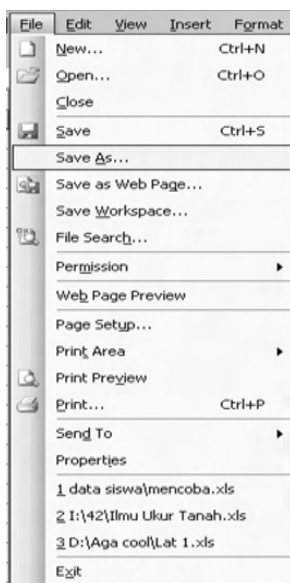 File Edit View Insert Format
New... Ctrl+N
Open... Ctrl+O
Close
Save Ctrl+S
Save As...
Save as Web Page...
Save Workspace...
File Search...
Permission
Web Page Preview
Page Setup...
Print Area
Print Preview
Print... Ctrl+P
Send To
Properties
1 data siswa\mencoba.xls
2 I:\42\Ilmu Ukur Tanah.xls
3 D:\Aga cool\Lat 1.xls
Exit